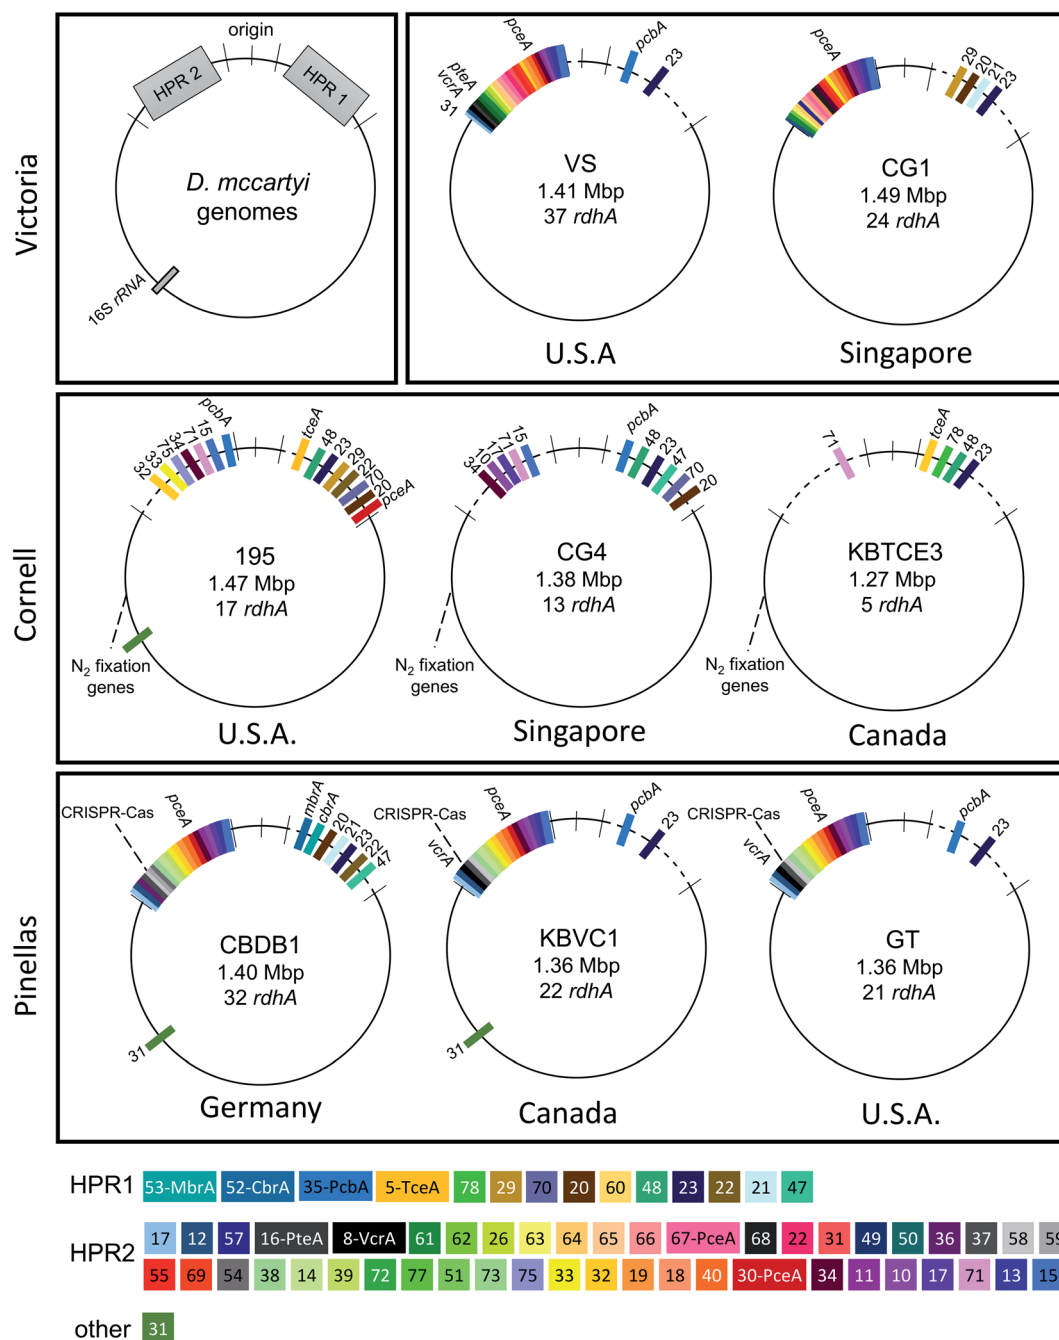 Victoria
origin
HPR 2
HPR 1
D. mccartyi
genomes
16S rRNA
pceA
pteA
vcrA
31
pcbA
23
VS
1.41 Mbp
37 rdhA
U.S.A
pceA
29
20
21
23
CG1
1.49 Mbp
24 rdhA
Singapore
Cornell
32
33
75
34
71
15
pcbA
tceA
48
23
29
22
70
20
pceA
195
1.47 Mbp
17 rdhA
N2 fixation
genes
U.S.A.
34
10
17
71
15
pcbA
48
23
47
70
20
CG4
1.38 Mbp
13 rdhA
N2 fixation
genes
Singapore
71
tceA
78
48
23
KBTCE3
1.27 Mbp
5 rdhA
N2 fixation
genes
Canada
Pinellas
CRISPR-Cas
pceA
mbrA
cbrA
20
21
23
22
47
CBDB1
1.40 Mbp
32 rdhA
31
Germany
CRISPR-Cas
pceA
vcrA
pcbA
23
KBVC1
1.36 Mbp
22 rdhA
31
Canada
CRISPR-Cas
pceA
vcrA
pcbA
23
GT
1.36 Mbp
21 rdhA
U.S.A.
HPR1 53-MbrA 52-CbrA 35-PcbA 5-TceA 78 29 70 20 60 48 23 22 21 47
HPR2
17 12 57 16-PteA 8-VcrA 61 62 26 63 64 65 66 67-PceA 68 22 31 49 50 36 37 58 59
55 69 54 38 14 39 72 77 51 73 75 33 32 19 18 40 30-PceA 34 11 10 17 71 13 15
other 31